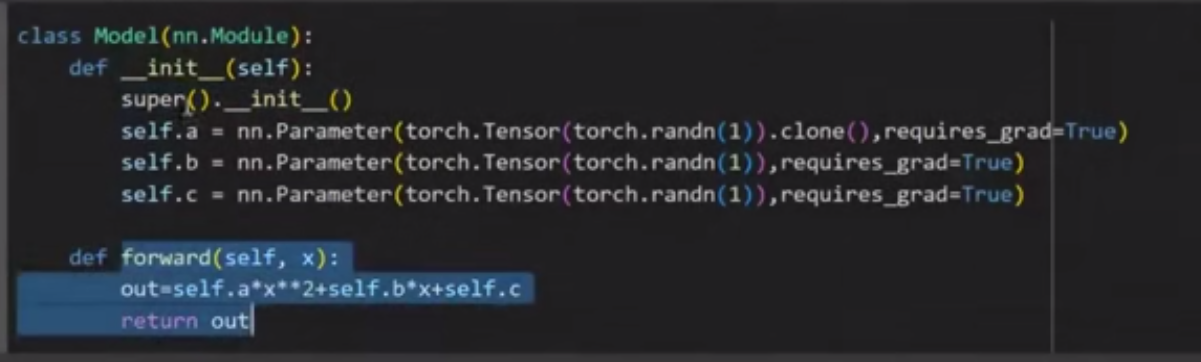 class Model(nn.Module):
    def __init__(self):
        super().__init__()
        self.a = nn.Parameter(torch.Tensor(torch.randn(1)).clone(),requires_grad=True)
        self.b = nn.Parameter(torch.Tensor(torch.randn(1)),requires_grad=True)
        self.c = nn.Parameter(torch.Tensor(torch.randn(1)),requires_grad=True)

    def forward(self, x):
        out=self.a*x**2+self.b*x+self.c
        return out